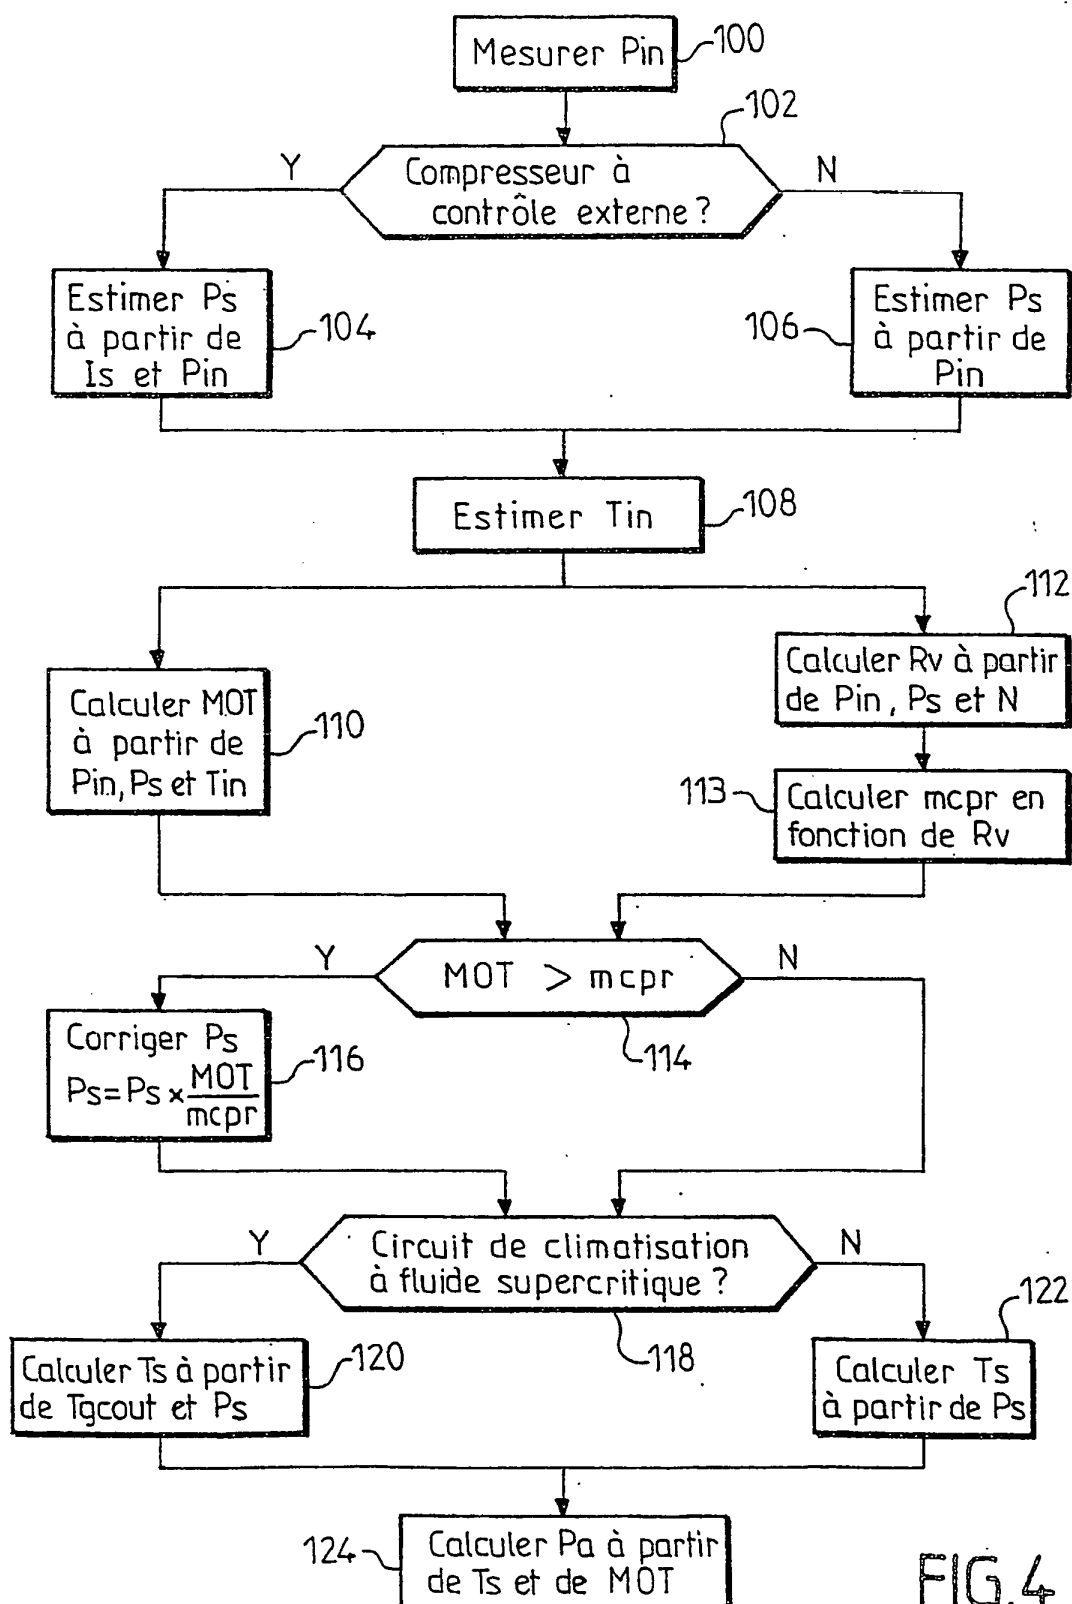 Mesurer Pin
100
102
Y
Compresseur à
contrôle externe ?
N
Estimer Ps
à partir de
Is et Pin
104
106
Estimer Ps
à partir de
Pin
Estimer Tin
108
112
Calculer Rv à partir
de Pin, Ps et N
Calculer MOT
à partir de
Pin, Ps et Tin
110
113
Calculer mcpr en
fonction de Rv
Y
MOT > mcpr
N
114
Corriger Ps
Ps = Ps × MOT
mcpr
116
Y
Circuit de climatisation
à fluide supercritique ?
N
118
122
Calculer Ts à partir
de Tgcout et Ps
120
Calculer Ts
à partir de Ps
124
Calculer Pa à partir
de Ts et de MOT
FIG.4